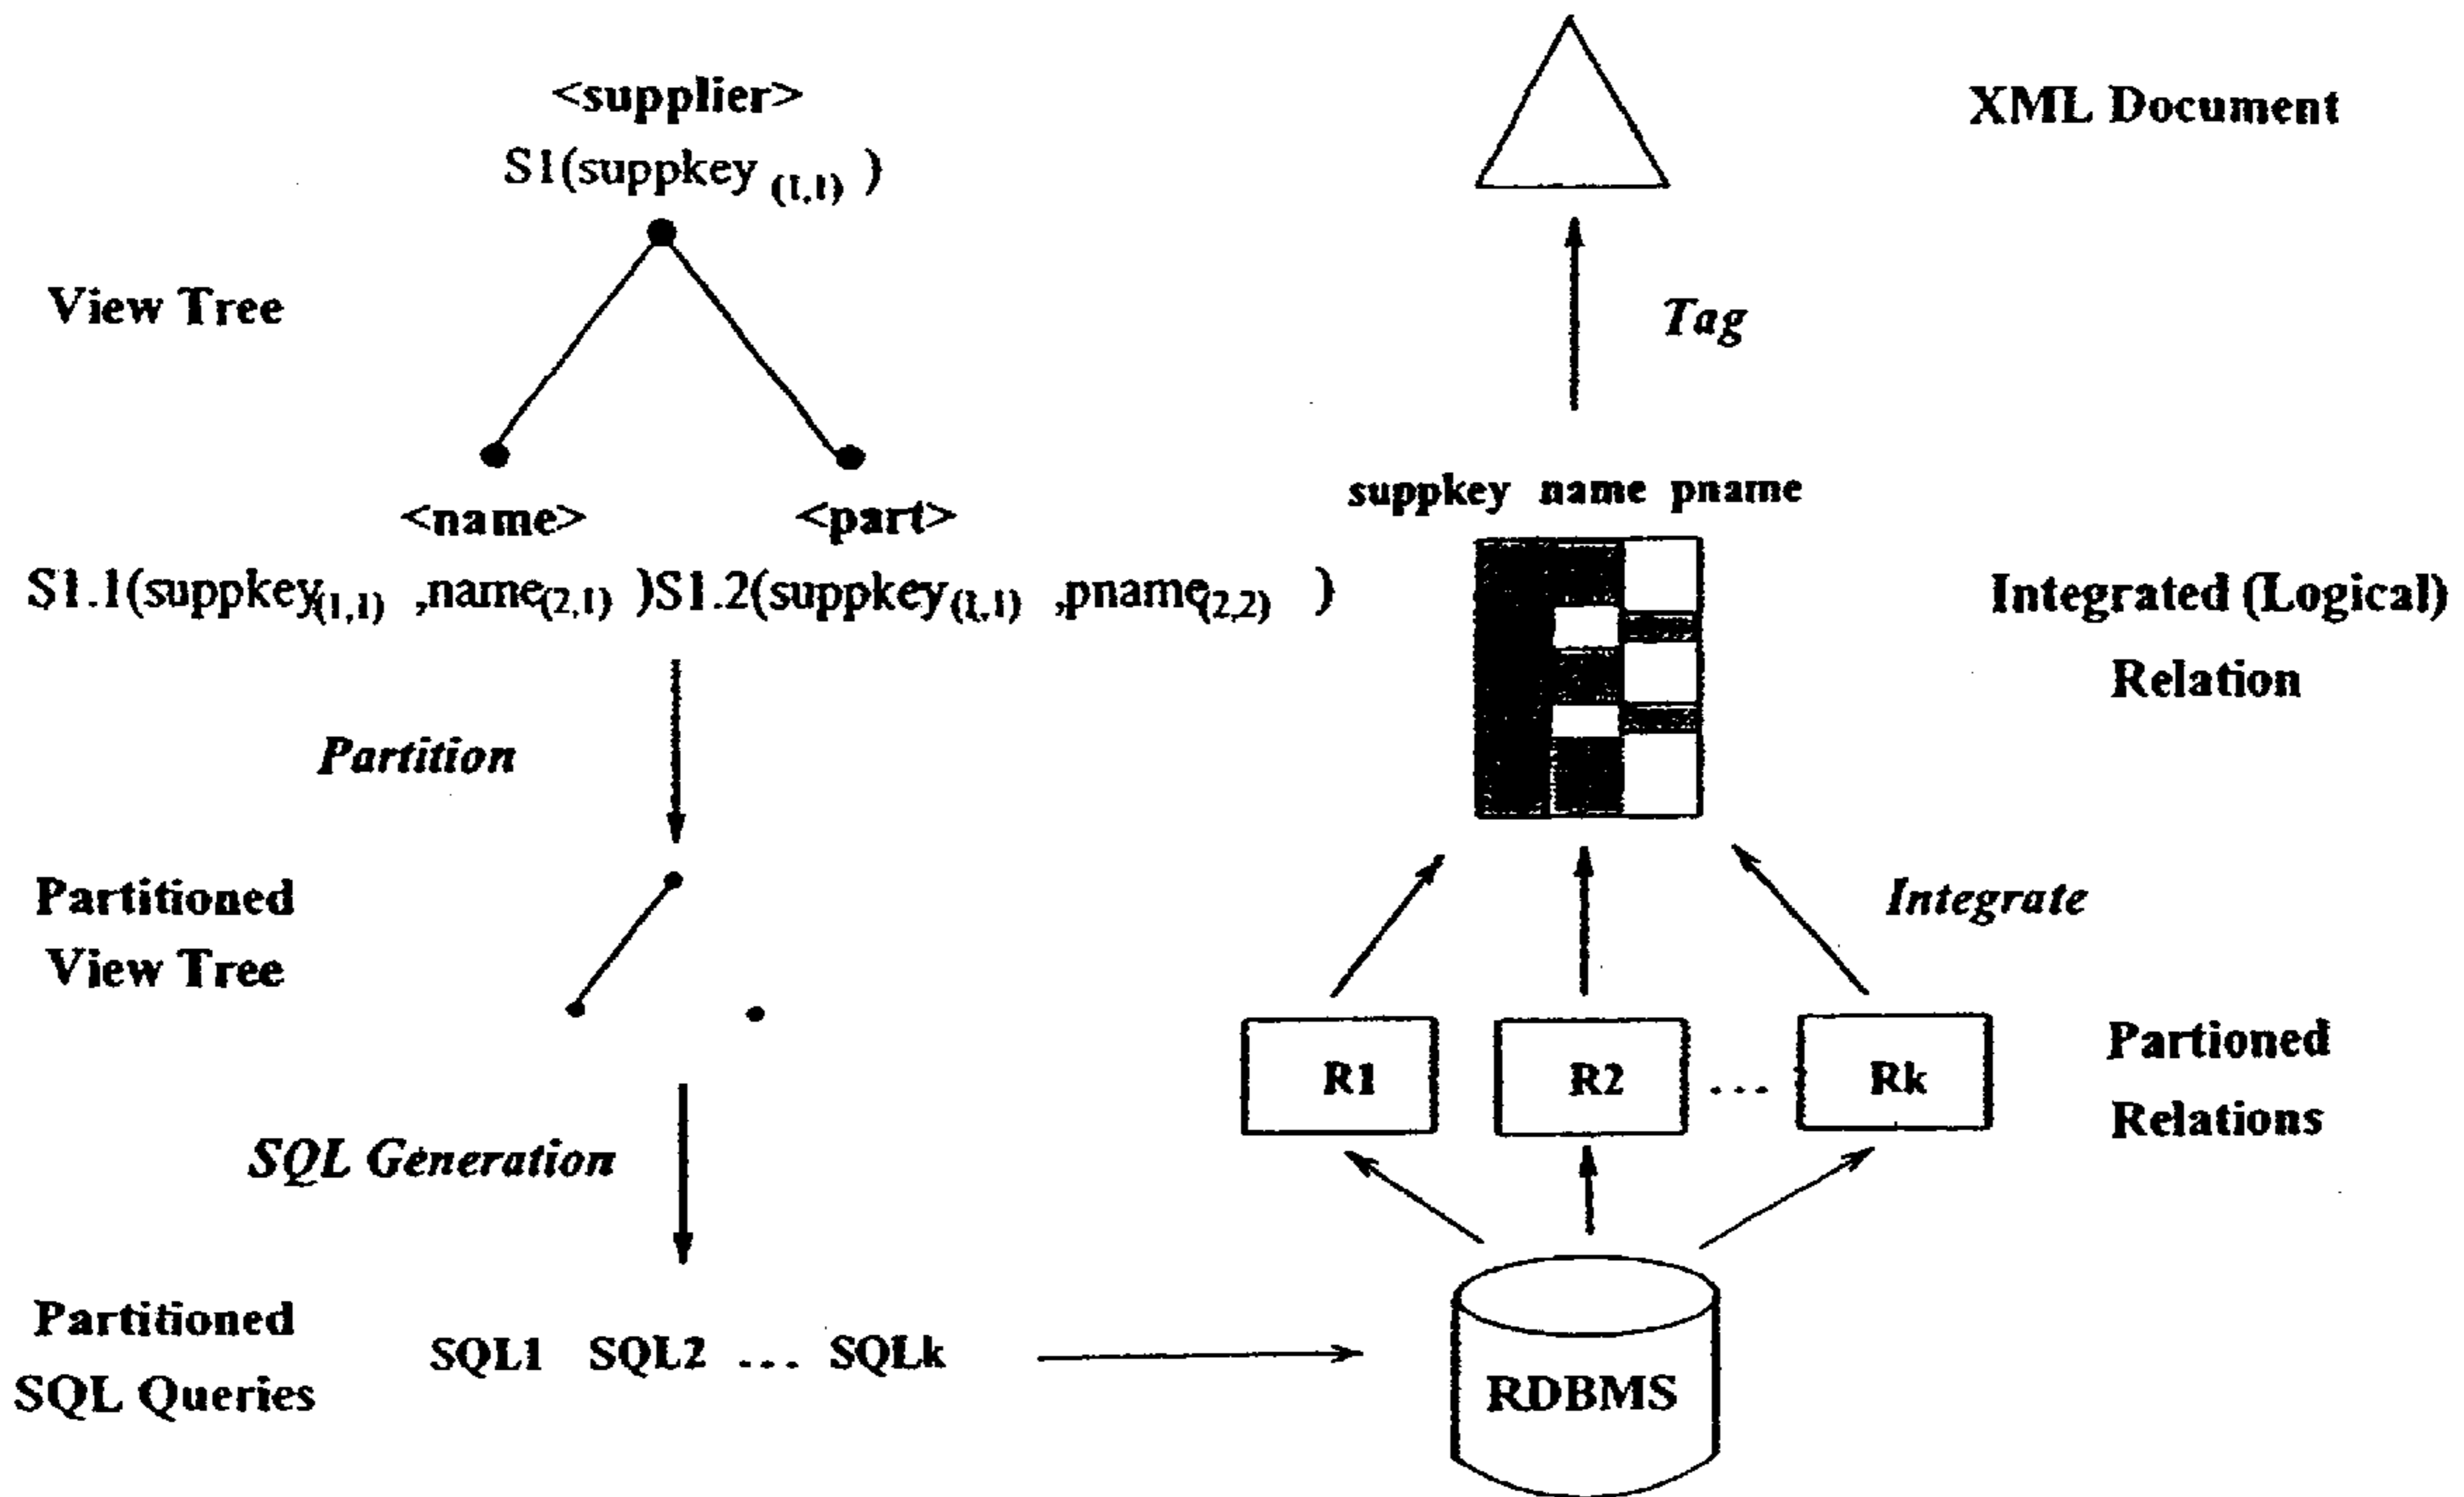 <supplier>
S1(suppkey (1,1) )
View Tree
<name>
<part>
S1.1(suppkey(1,1) ,name(2,1) )S1.2(suppkey(1,1) ,pname(2,2) )
Partition
Partitioned
View Tree
SQL Generation
Partitioned
SQL Queries
SQL1 SQL2 ... SQLk
XML Document
Tag
suppkey name pname
Integrated (Logical)
Relation
Integrate
R1
R2
...
Rk
Partioned
Relations
RDBMS